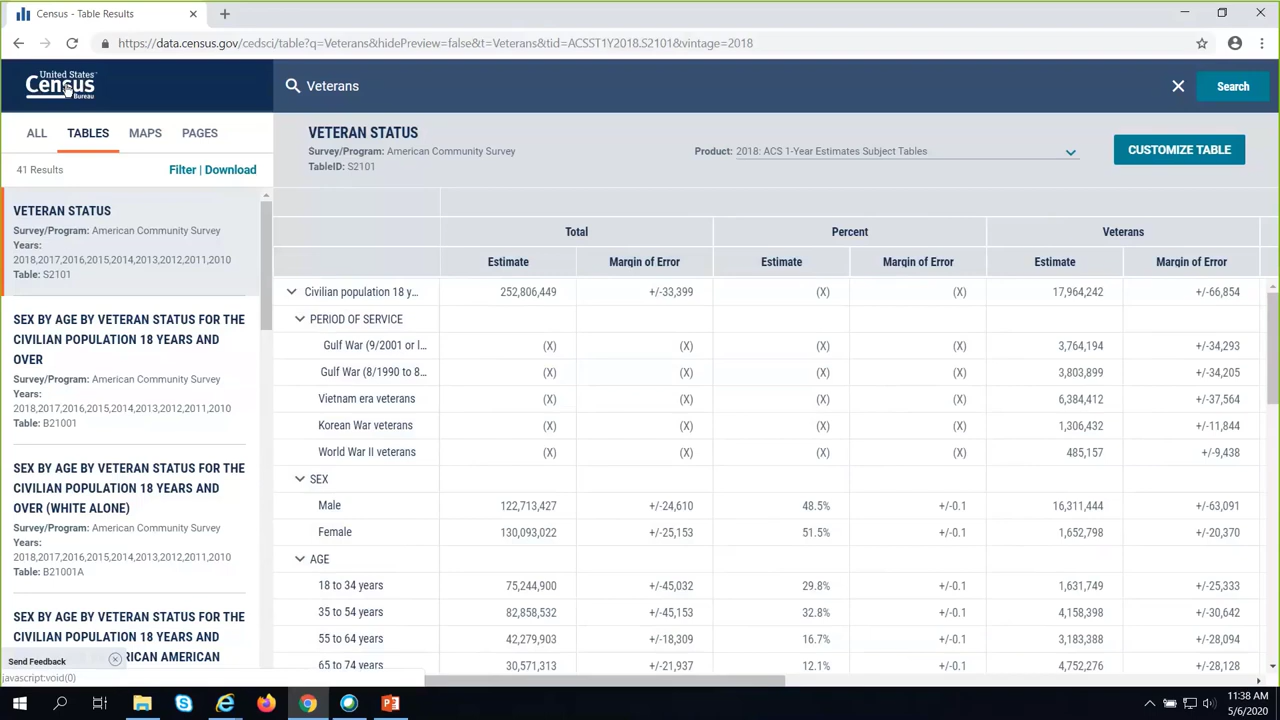 Census - Table Results
https://data.census.gov/cedsci/table?q=Veterans&hidePreview=false&t=Veterans&tid=ACSST1Y2018.S2101&vintage=2018
United States
Census
Bureau
Veterans
Search
ALL TABLES MAPS PAGES
41 Results Filter | Download
VETERAN STATUS
Survey/Program: American Community Survey
Years:
2018,2017,2016,2015,2014,2013,2012,2011,2010
Table: S2101
SEX BY AGE BY VETERAN STATUS FOR THE
CIVILIAN POPULATION 18 YEARS AND
OVER
Survey/Program: American Community Survey
Years:
2018,2017,2016,2015,2014,2013,2012,2011,2010
Table: B21001
SEX BY AGE BY VETERAN STATUS FOR THE
CIVILIAN POPULATION 18 YEARS AND
OVER (WHITE ALONE)
Survey/Program: American Community Survey
Years:
2018,2017,2016,2015,2014,2013,2012,2011,2010
Table: B21001A
SEX BY AGE BY VETERAN STATUS FOR THE
CIVILIAN POPULATION 18 YEARS AND
RICAN AMERICAN
Send Feedback
javascript:void(0)
VETERAN STATUS
Survey/Program: American Community Survey
TableID: S2101
Product: 2018: ACS 1-Year Estimates Subject Tables
CUSTOMIZE TABLE
Total Percent Veterans
Estimate Margin of Error Estimate Margin of Error Estimate Margin of Error
Civilian population 18 y... 252,806,449 +/-33,399 (X) (X) 17,964,242 +/-66,854
PERIOD OF SERVICE
Gulf War (9/2001 or l... (X) (X) (X) (X) 3,764,194 +/-34,293
Gulf War (8/1990 to 8... (X) (X) (X) (X) 3,803,899 +/-34,205
Vietnam era veterans (X) (X) (X) (X) 6,384,412 +/-37,564
Korean War veterans (X) (X) (X) (X) 1,306,432 +/-11,844
World War II veterans (X) (X) (X) (X) 485,157 +/-9,438
SEX
Male 122,713,427 +/-24,610 48.5% +/-0.1 16,311,444 +/-63,091
Female 130,093,022 +/-25,153 51.5% +/-0.1 1,652,798 +/-20,370
AGE
18 to 34 years 75,244,900 +/-45,032 29.8% +/-0.1 1,631,749 +/-25,333
35 to 54 years 82,858,532 +/-45,153 32.8% +/-0.1 4,158,398 +/-30,642
55 to 64 years 42,279,903 +/-18,309 16.7% +/-0.1 3,183,388 +/-28,094
65 to 74 years 30,571,313 +/-21,937 12.1% +/-0.1 4,752,276 +/-28,128
11:38 AM
5/6/2020